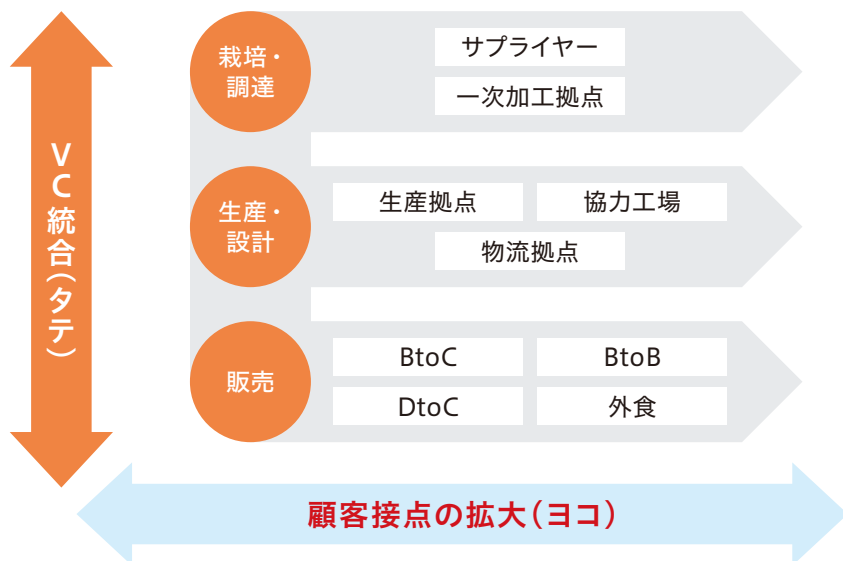 VC統合(タテ)
栽培・
調達
サプライヤー
一次加工拠点
生産・
設計
生産拠点
協力工場
物流拠点
販売
BtoC
BtoB
DtoC
外食
顧客接点の拡大(ヨコ)